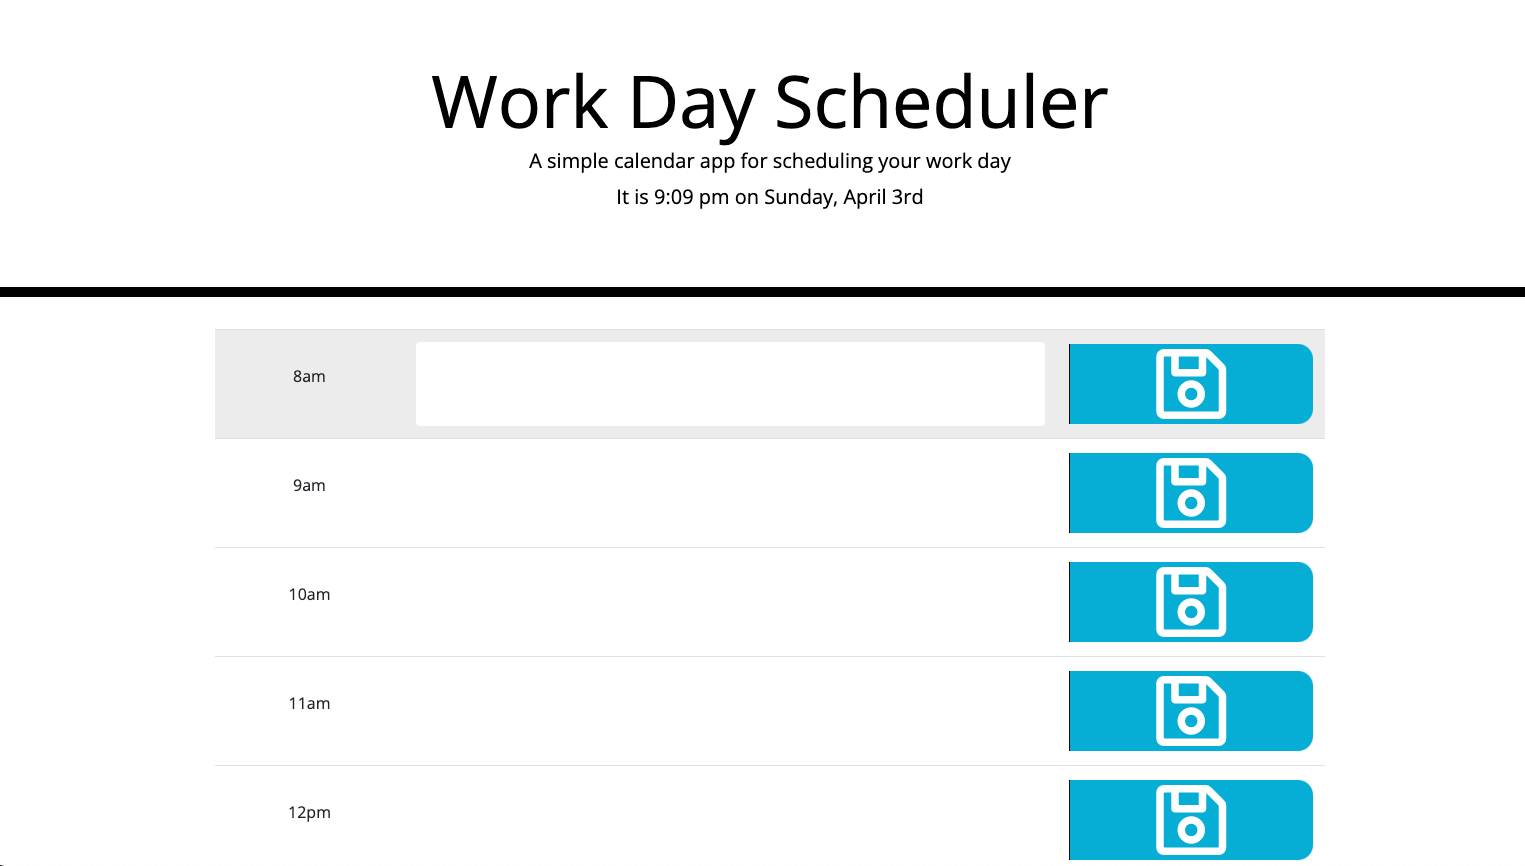 Work Day Scheduler
A simple calendar app for scheduling your work day
It is 9:09 pm on Sunday, April 3rd
8am
9am
10am
11am
12pm